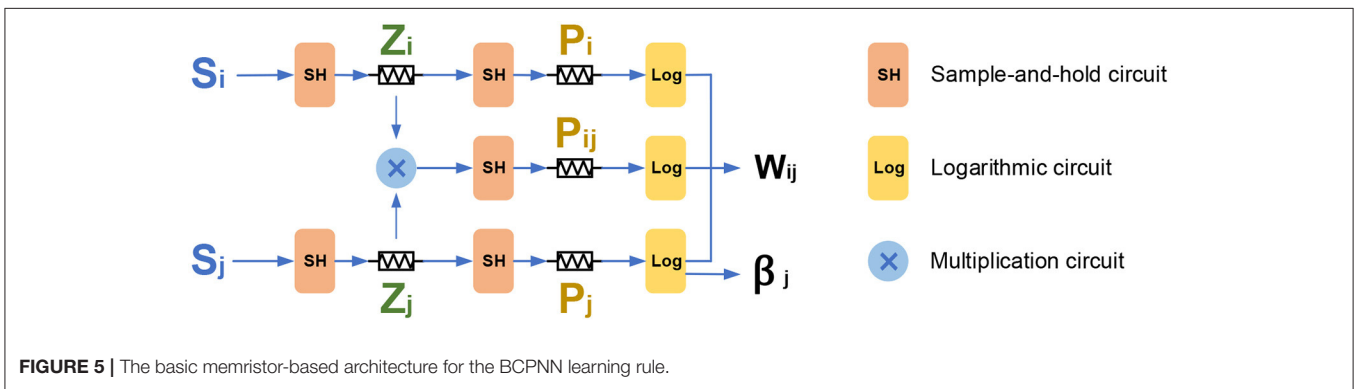 Zi
Pi
Si
SH
SH
Log
SH
Sample-and-hold circuit
Pij
×
SH
Log
Wij
Log
Logarithmic circuit
Sj
SH
SH
Log
×
Multiplication circuit
βj
Zj
Pj
FIGURE 5 | The basic memristor-based architecture for the BCPNN learning rule.